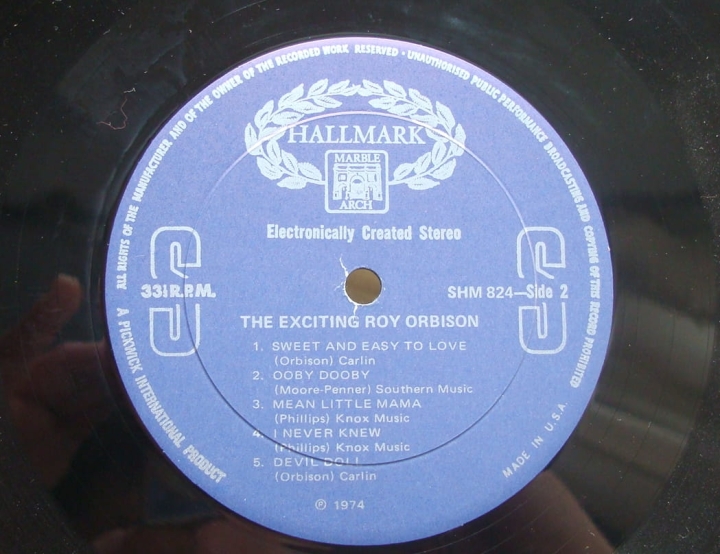 ALL RIGHTS OF THE MANUFACTURER AND OF THE OWNER OF THE RECORDED WORK RESERVED · UNAUTHORISED PUBLIC PERFORMANCE BROADCASTING AND COPYING OF THIS RECORD PROHIBITED
HALLMARK
MARBLE
ARCH
Electronically Created Stereo
33⅓ R.P.M.
SHM 824—Side 2
THE EXCITING ROY ORBISON
1. SWEET AND EASY TO LOVE
(Orbison) Carlin
2. OOBY DOOBY
(Moore-Penner) Southern Music
3. MEAN LITTLE MAMA
(Phillips) Knox Music
4. I NEVER KNEW
(Phillips) Knox Music
5. DEVIL DOLL
(Orbison) Carlin
℗ 1974
A PICKWICK INTERNATIONAL PRODUCT
MADE IN U.S.A.